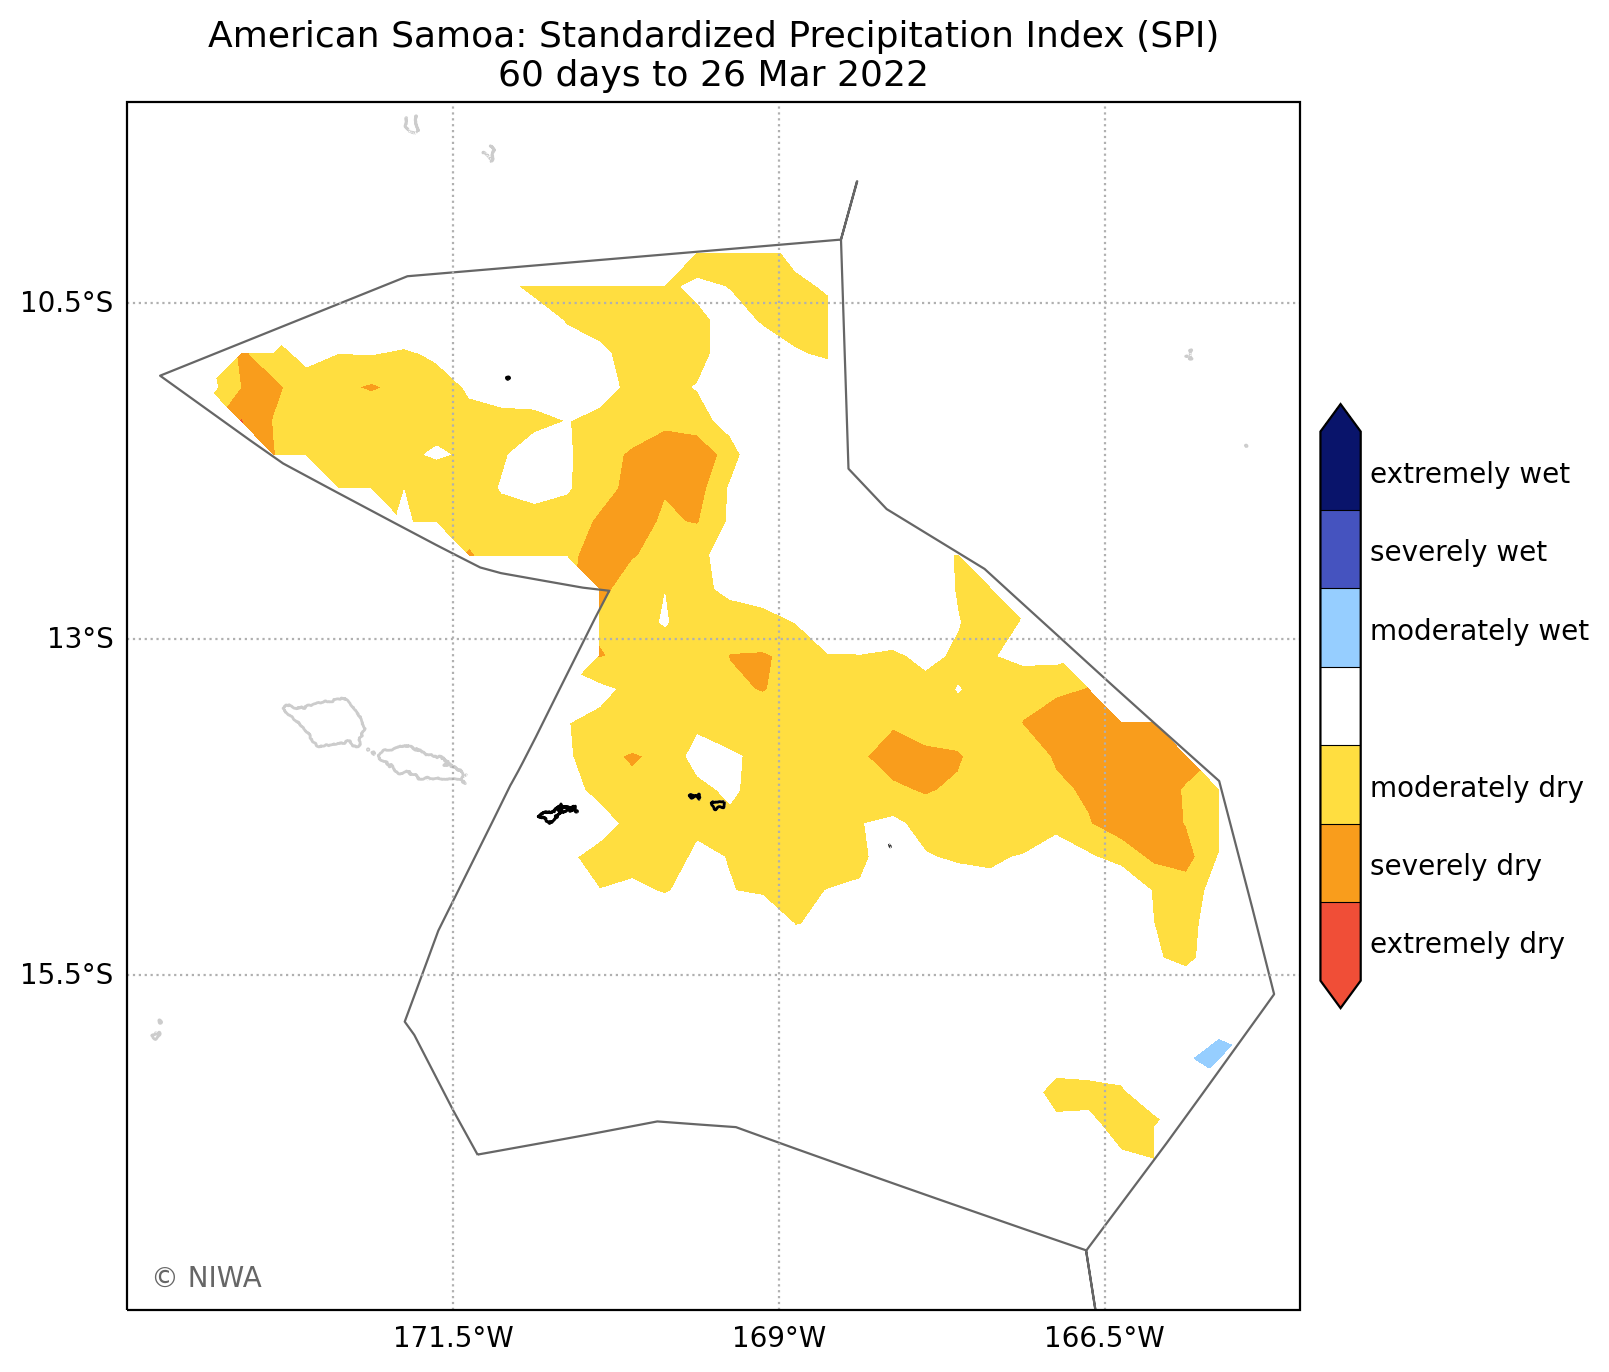 American Samoa: Standardized Precipitation Index (SPI)
60 days to 26 Mar 2022
10.5°S
13°S
15.5°S
171.5°W
169°W
166.5°W
extremely wet
severely wet
moderately wet
moderately dry
severely dry
extremely dry
© NIWA